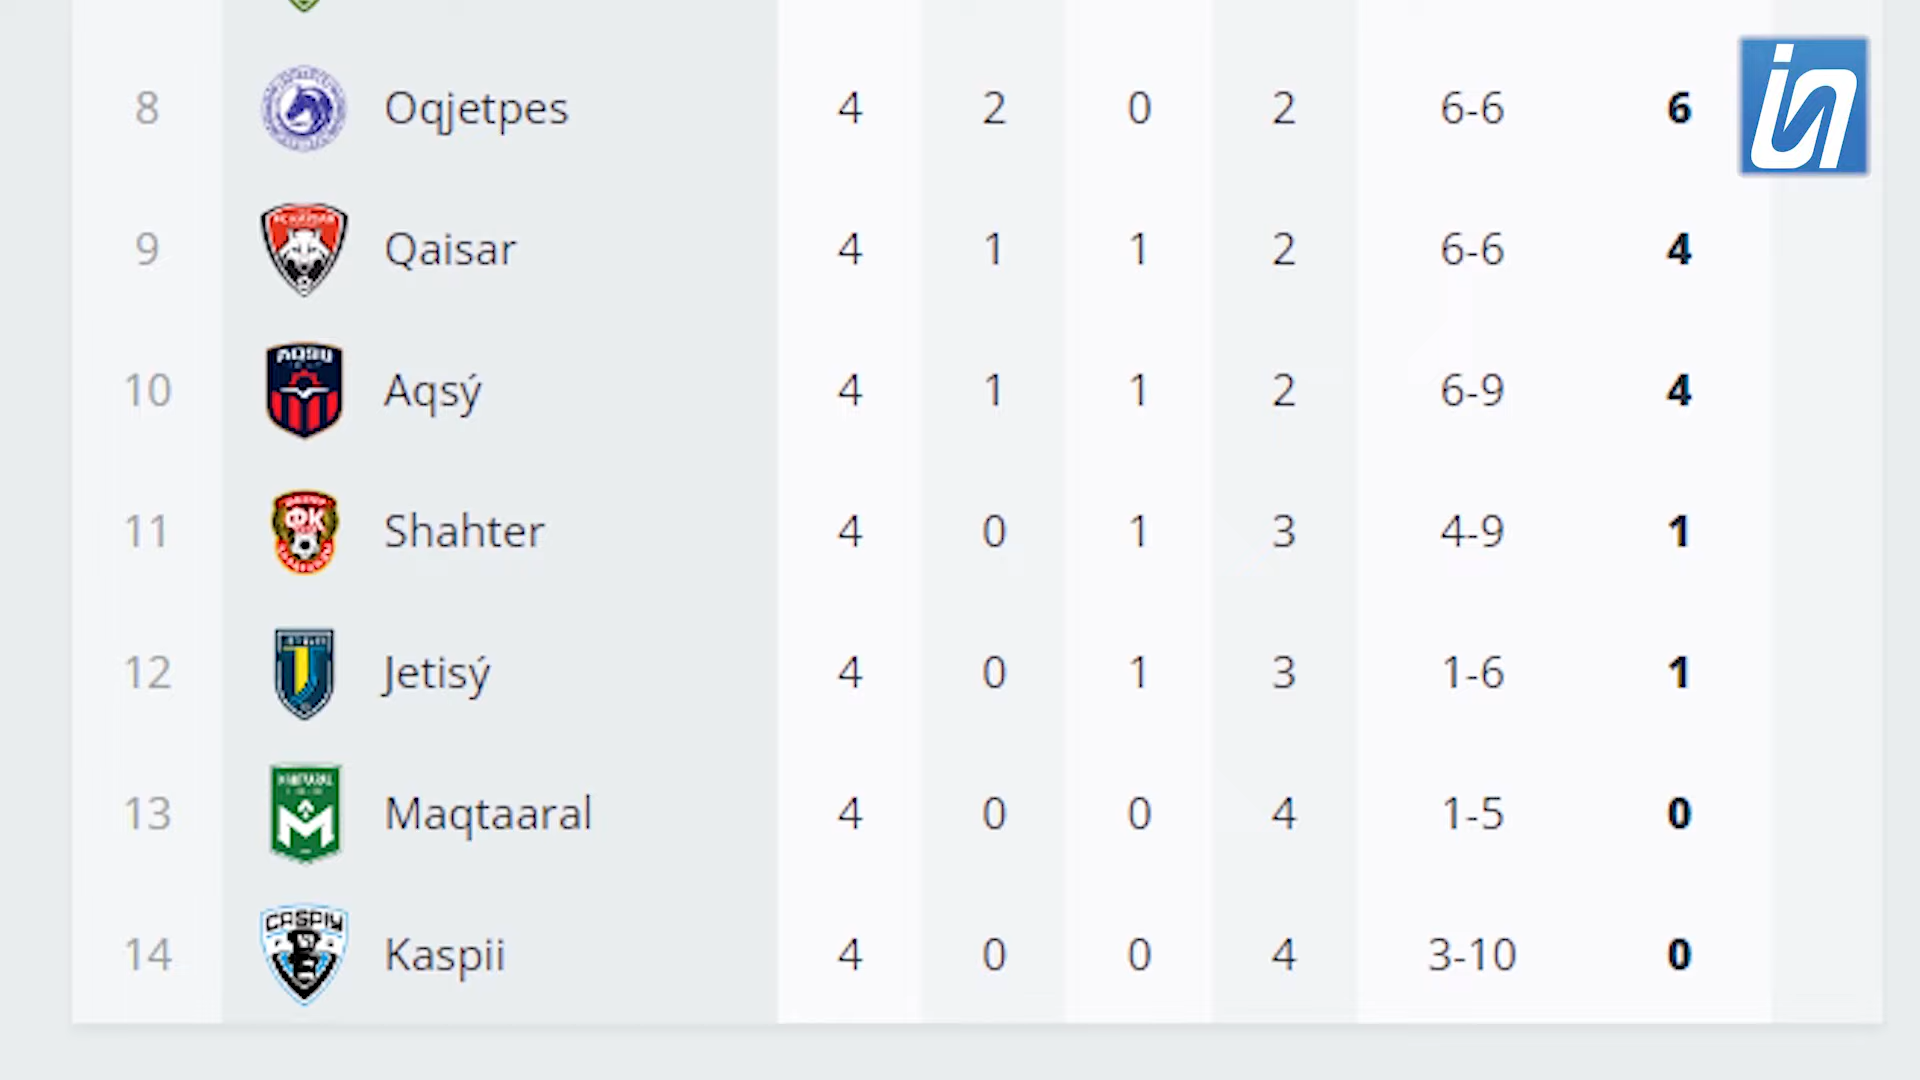 8 Oqjetpes 4 2 0 2 6-6 6
in
9 Qaisar 4 1 1 2 6-6 4
10 Aqsý 4 1 1 2 6-9 4
11 Shahter 4 0 1 3 4-9 1
ФК
12 Jetisý 4 0 1 3 1-6 1
13 Maqtaaral 4 0 0 4 1-5 0
CASPIY
14 Kaspii 4 0 0 4 3-10 0